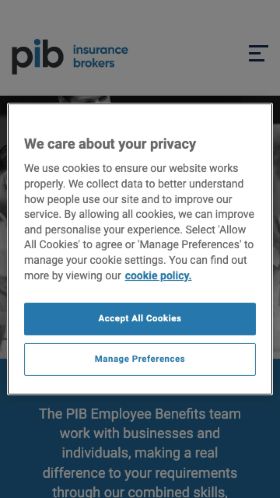 pib insurance
brokers
We care about your privacy
We use cookies to ensure our website works
properly. We collect data to better understand
how people use our site and to improve our
service. By allowing all cookies, we can improve
and personalise your experience. Select 'Allow
All Cookies' to agree or 'Manage Preferences' to
manage your cookie settings. You can find out
more by viewing our cookie policy.
Accept All Cookies
Manage Preferences
The PIB Employee Benefits team
work with businesses and
individuals, making a real
difference to your requirements
through our combined skills,